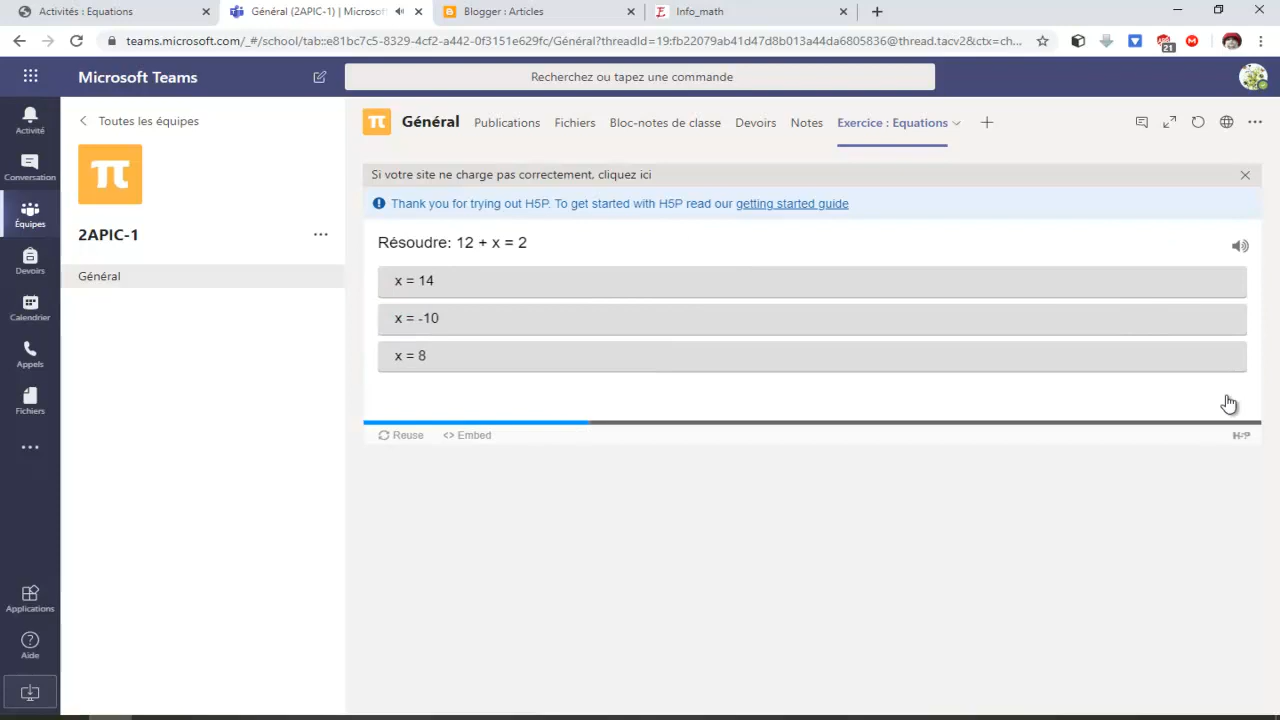 Activités : Equations
Général (2APIC-1) | Microsof
Blogger : Articles
Info_math
teams.microsoft.com/_#/school/tab::e81bc7c5-8329-4cf2-a442-0f3151e629fc/Général?threadId=19:fb22079ab41d47d8b013a44da6805836@thread.tacv2&ctx=ch...
21
Microsoft Teams
Recherchez ou tapez une commande
Activité
Conversation
Équipes
Devoirs
Calendrier
Appels
Fichiers
Applications
Aide
Toutes les équipes
π
2APIC-1
Général
π
Général Publications Fichiers Bloc-notes de classe Devoirs Notes Exercice : Equations
Si votre site ne charge pas correctement, cliquez ici
Thank you for trying out H5P. To get started with H5P read our getting started guide
Résoudre: 12 + x = 2
x = 14
x = -10
x = 8
Reuse <> Embed
H5P